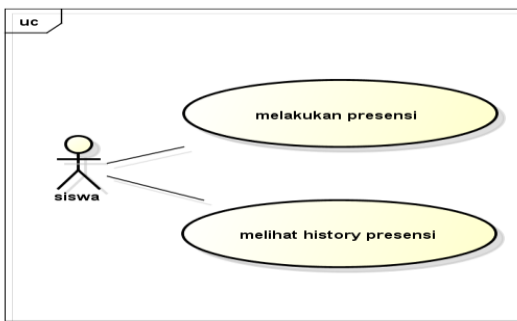 uc
melakukan presensi
siswa
melihat history presensi